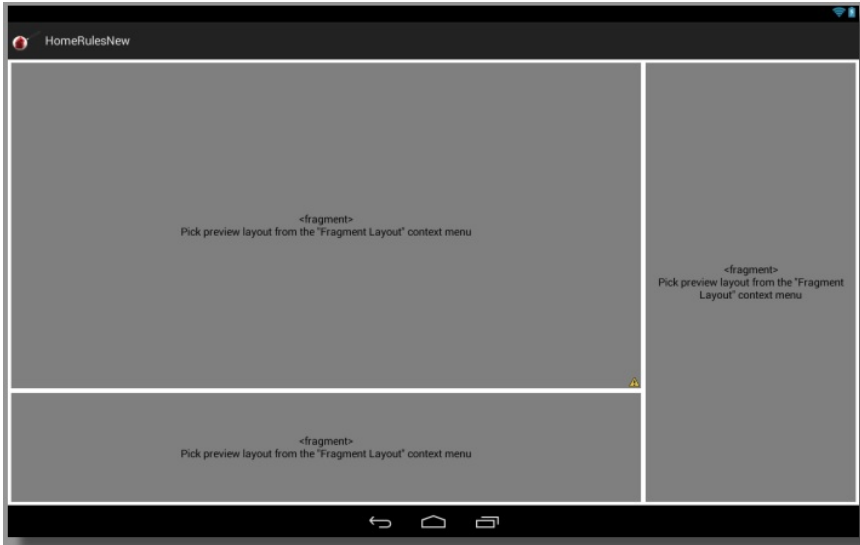 HomeRulesNew
<fragment>
Pick preview layout from the "Fragment Layout" context menu
<fragment>
Pick preview layout from the "Fragment
Layout" context menu
<fragment>
Pick preview layout from the "Fragment Layout" context menu